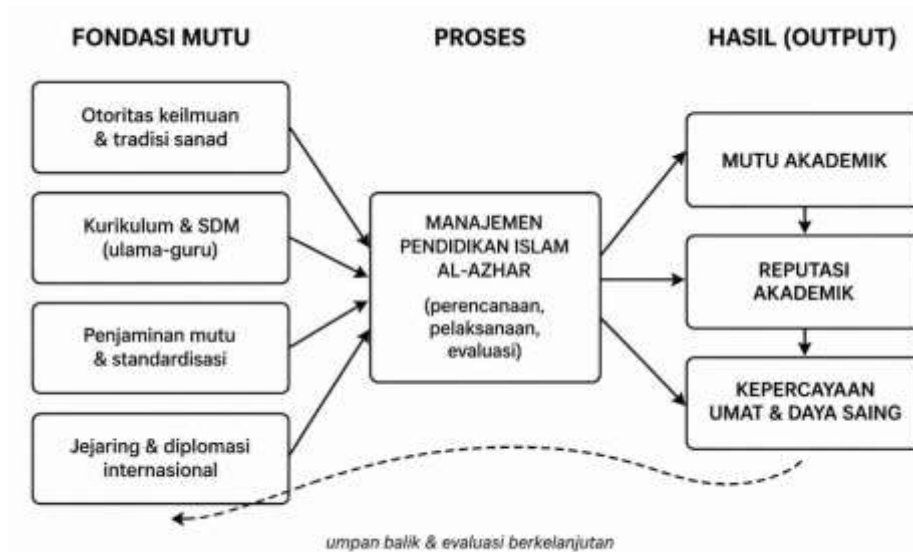 FONDASI MUTU
PROSES
HASIL (OUTPUT)
Otoritas keilmuan
& tradisi sanad
Kurikulum & SDM
(ulama-guru)
Penjaminan mutu
& standardisasi
Jejaring & diplomasi
internasional
MANAJEMEN
PENDIDIKAN ISLAM
AL-AZHAR
(perencanaan,
pelaksanaan,
evaluasi)
MUTU AKADEMIK
REPUTASI
AKADEMIK
KEPERCAYAAN
UMAT & DAYA SAING
umpan balik & evaluasi berkelanjutan